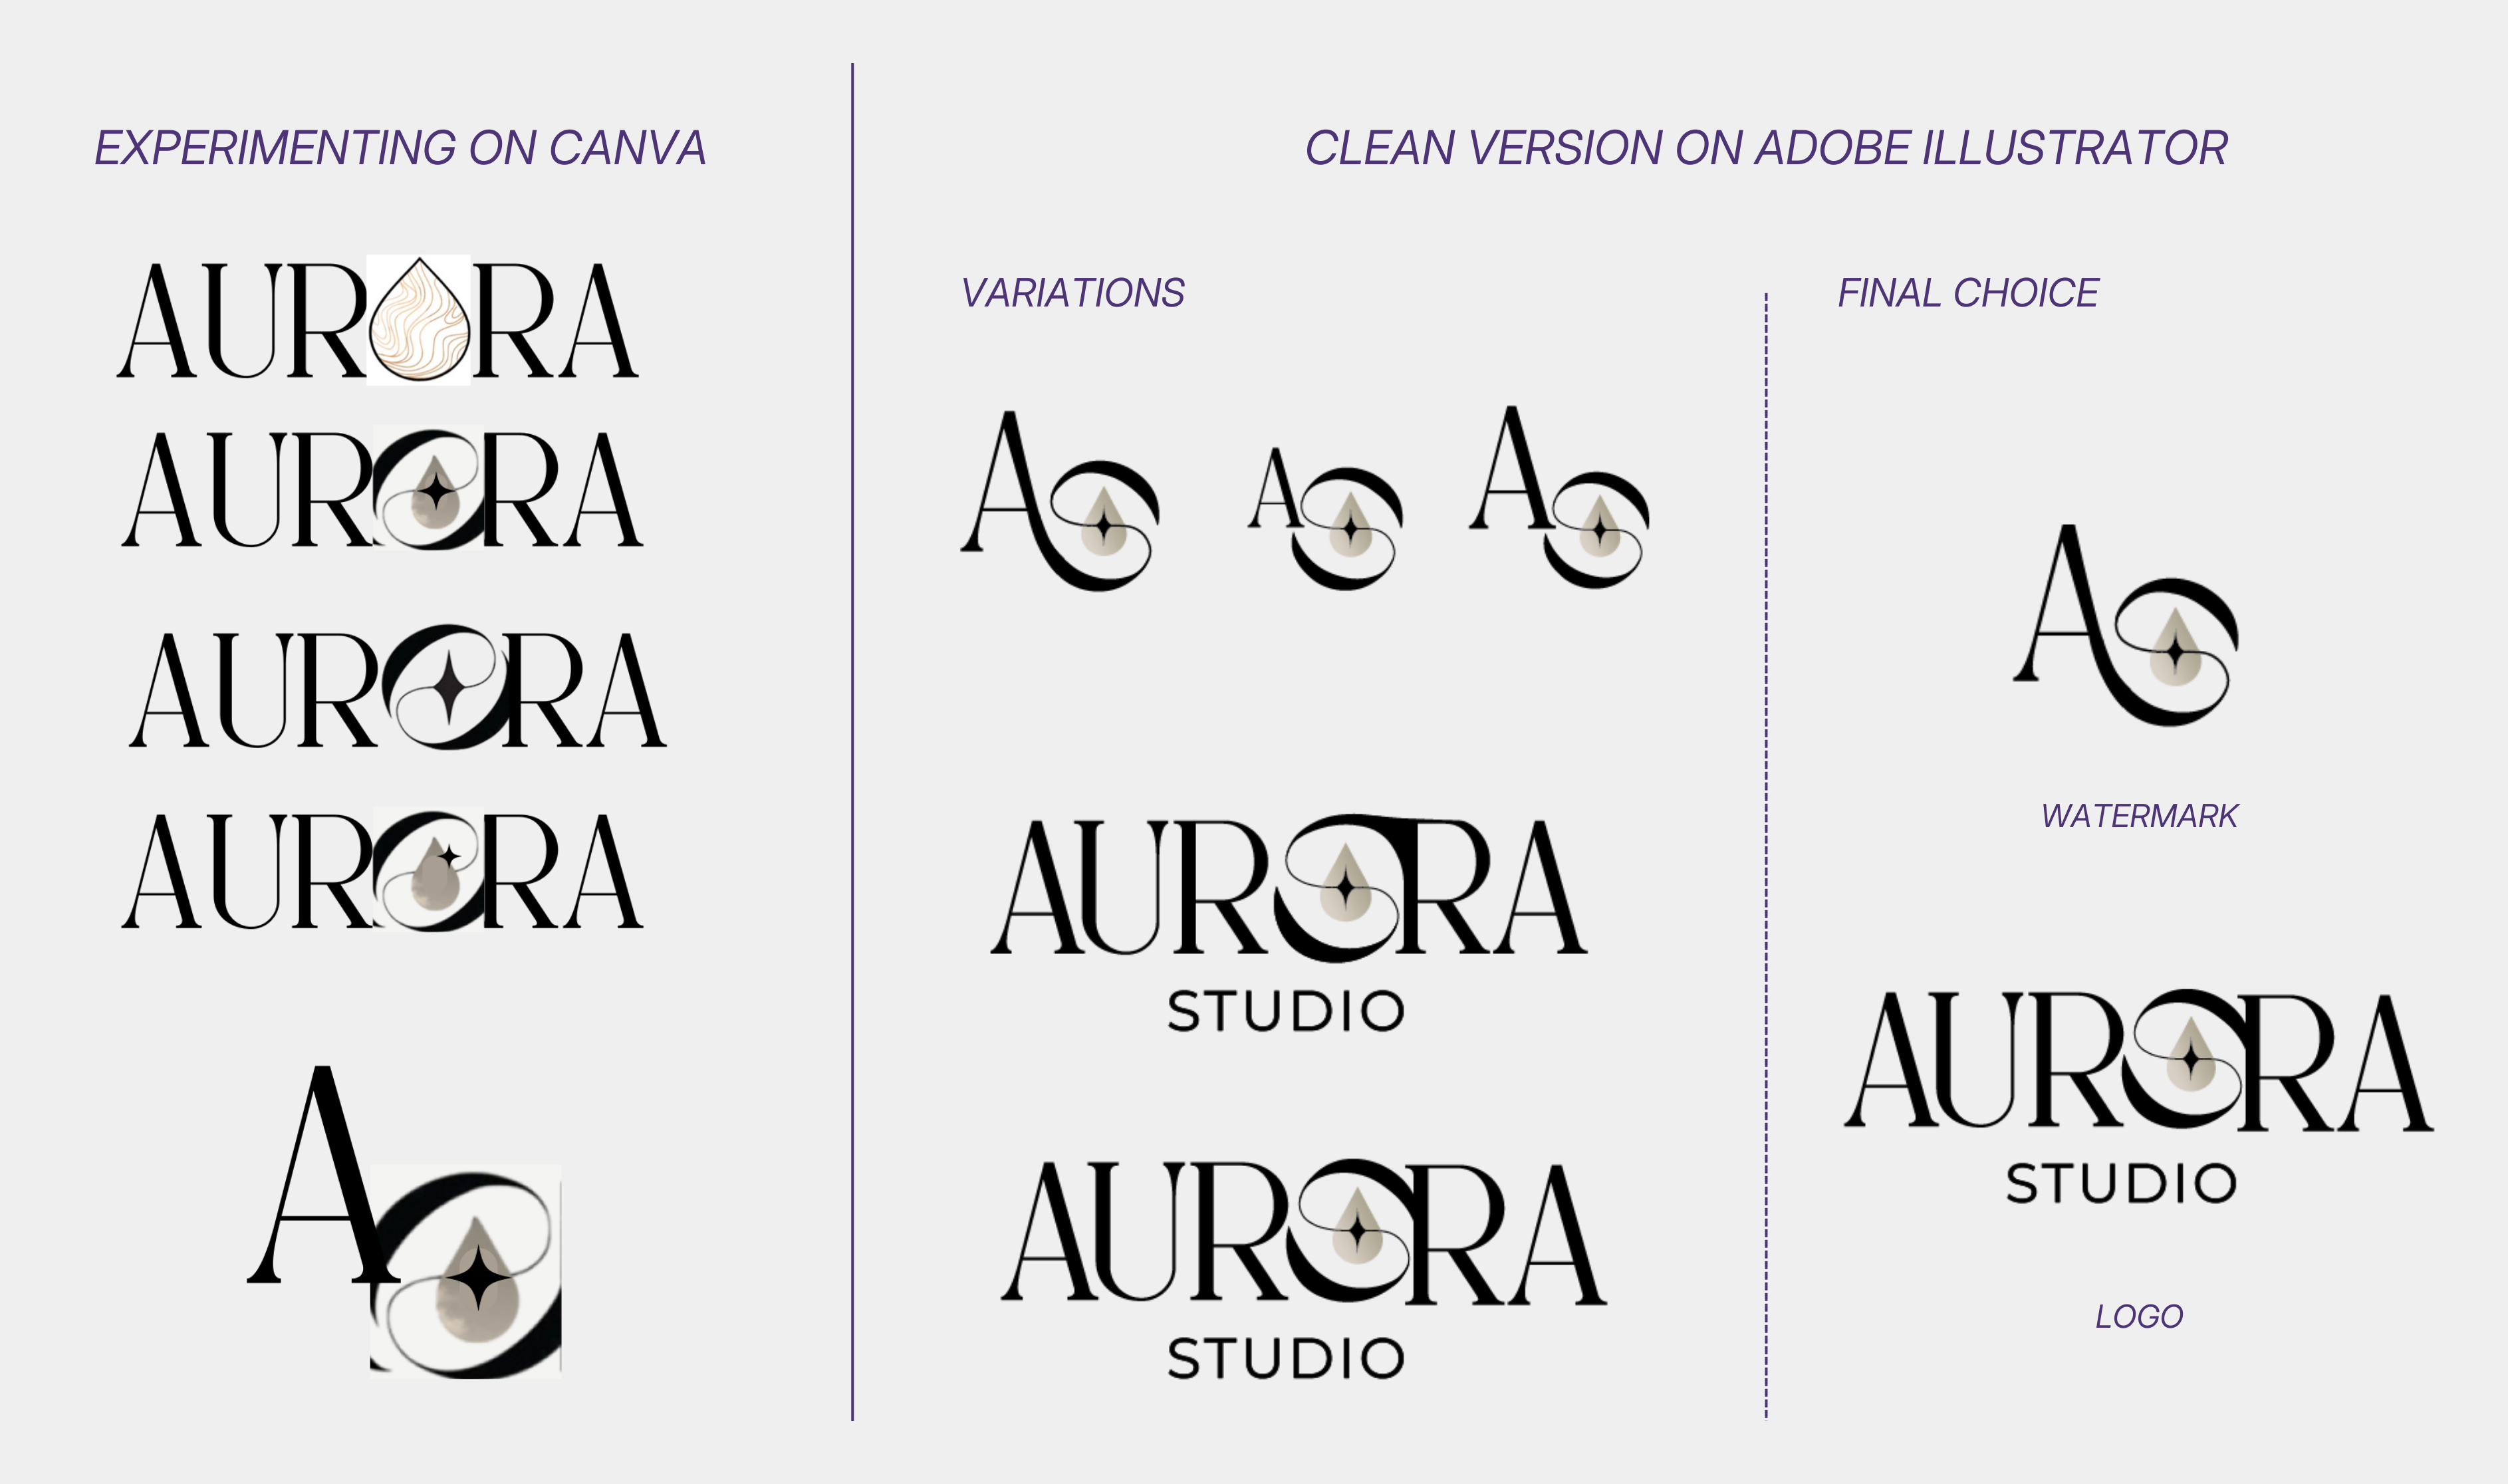 EXPERIMENTING ON CANVA
AURORA
AURORA
AURORA
AURORA
A
CLEAN VERSION ON ADOBE ILLUSTRATOR
VARIATIONS
A A A
AURORA
STUDIO
AURORA
STUDIO
FINAL CHOICE
A
WATERMARK
AURORA
STUDIO
LOGO